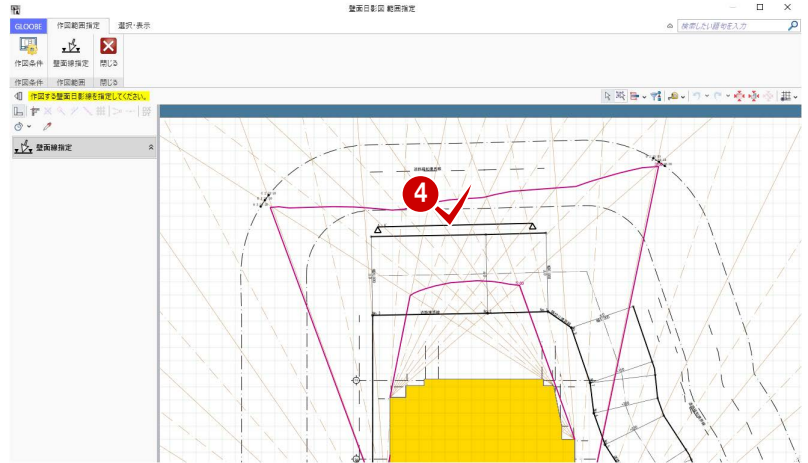 壁面日影図 範囲指定
GLOOBE 作図範囲指定 選択・表示
検索したい語句を入力
作図条件 壁面線指定 閉じる
作図条件 作図範囲 閉じる
作図する壁面日影線を指定してください。
壁面線指定
4